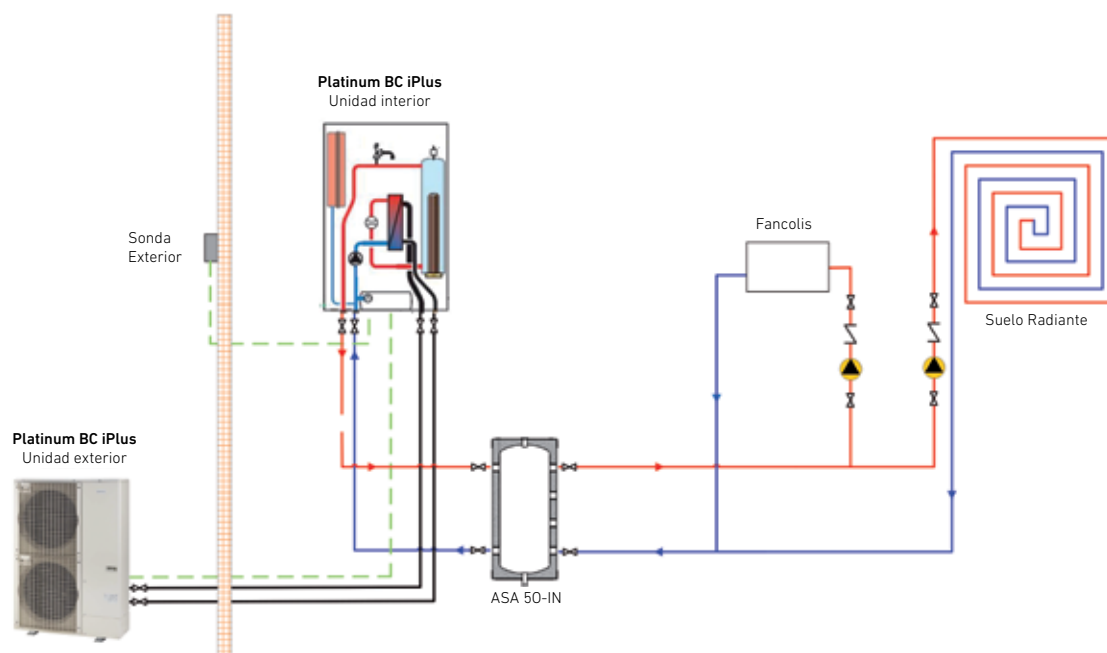 Platinum BC iPlus
Unidad interior
Sonda
Exterior
Fancolis
Suelo Radiante
Platinum BC iPlus
Unidad exterior
ASA 50-IN